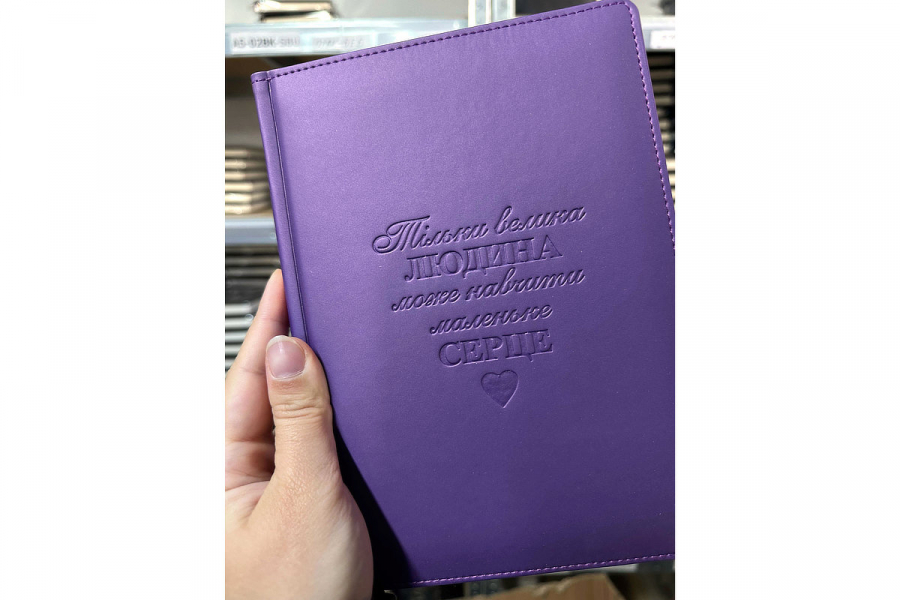 Тільки велика
ЛЮДИНА
може навчити
маленьке
СЕРЦЕ